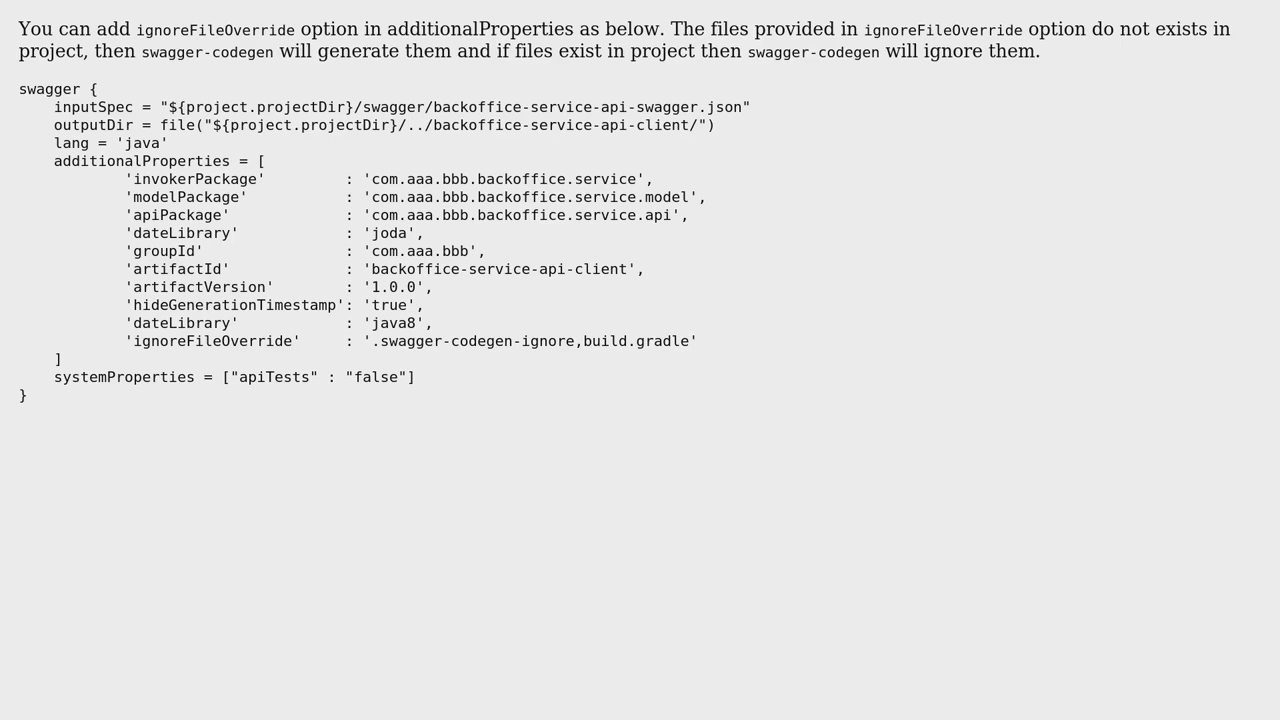 You can add ignoreFileOverride option in additionalProperties as below. The files provided in ignoreFileOverride option do not exists in
project, then swagger-codegen will generate them and if files exist in project then swagger-codegen will ignore them.
swagger {
    inputSpec = "${project.projectDir}/swagger/backoffice-service-api-swagger.json"
    outputDir = file("${project.projectDir}/../backoffice-service-api-client/")
    lang = 'java'
    additionalProperties = [
            'invokerPackage'         : 'com.aaa.bbb.backoffice.service',
            'modelPackage'           : 'com.aaa.bbb.backoffice.service.model',
            'apiPackage'             : 'com.aaa.bbb.backoffice.service.api',
            'dateLibrary'            : 'joda',
            'groupId'                : 'com.aaa.bbb',
            'artifactId'             : 'backoffice-service-api-client',
            'artifactVersion'        : '1.0.0',
            'hideGenerationTimestamp': 'true',
            'dateLibrary'            : 'java8',
            'ignoreFileOverride'     : '.swagger-codegen-ignore,build.gradle'
    ]
    systemProperties = ["apiTests" : "false"]
}